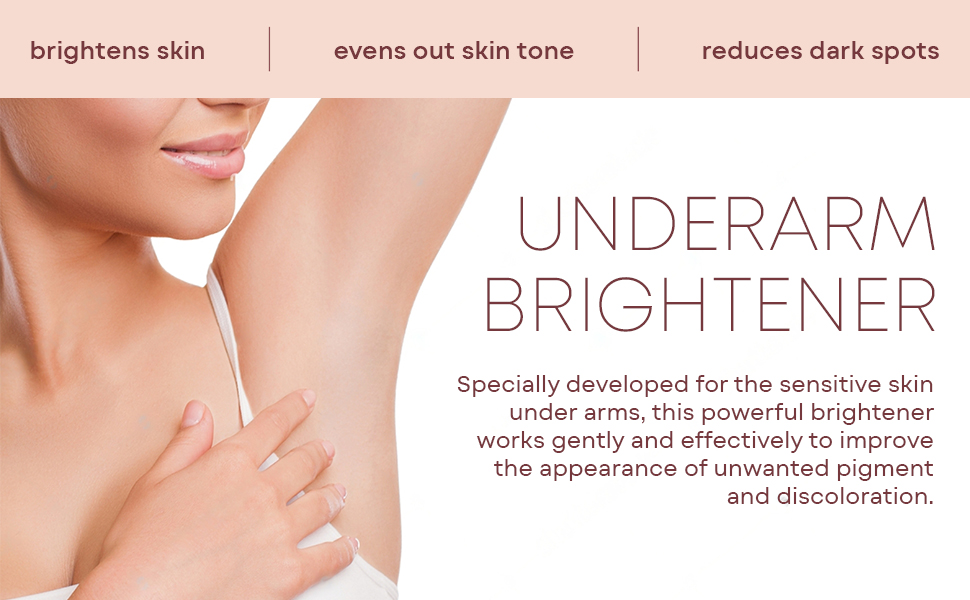 brightens skin
evens out skin tone
reduces dark spots
UNDERARM
BRIGHTENER
Specially developed for the sensitive skin
under arms, this powerful brightener
works gently and effectively to improve
the appearance of unwanted pigment
and discoloration.